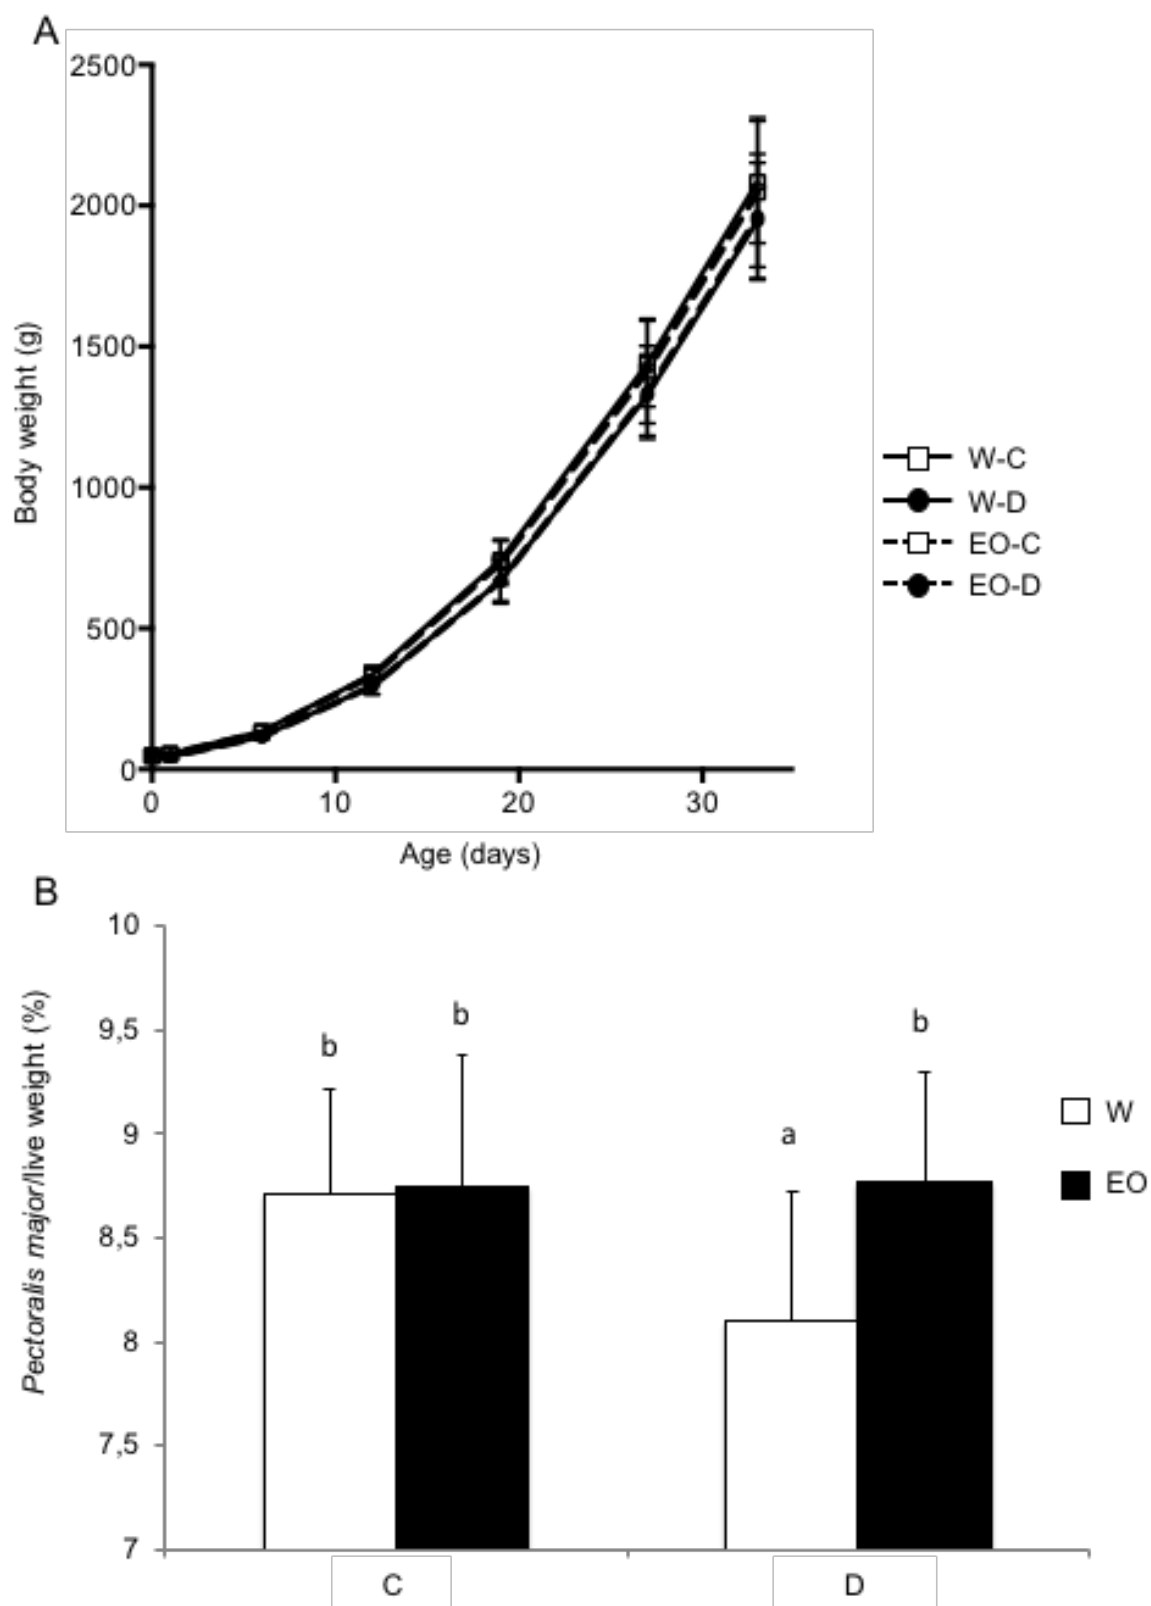 A
2500
2000
1500
1000
500
0
0 10 20 30
Body weight (g)
Age (days)
W-C
W-D
EO-C
EO-D
B
10
9,5
9
8,5
8
7,5
7
Pectoralis major/live weight (%)
b
b
a
b
W
EO
C
D